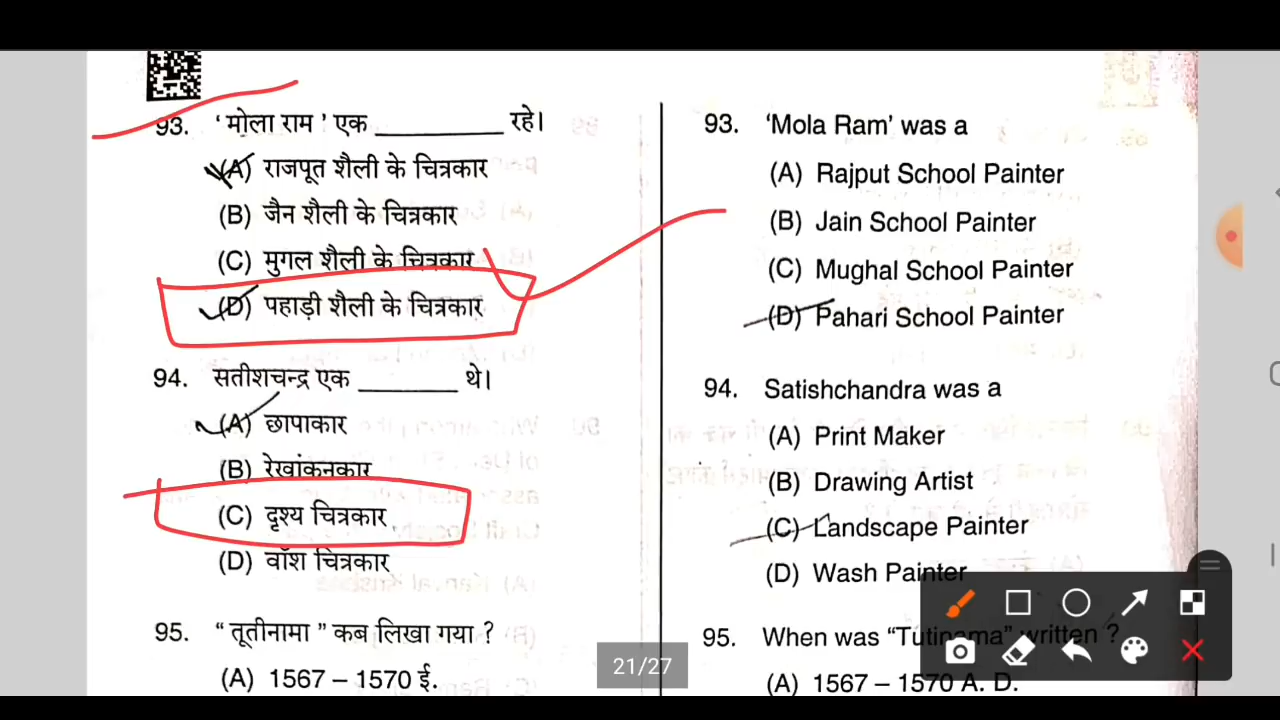 93. ‘ मोला राम ’ एक __________ रहे।
(A) राजपूत शैली के चित्रकार
(B) जैन शैली के चित्रकार
(C) मुगल शैली के चित्रकार
(D) पहाड़ी शैली के चित्रकार
94. सतीशचन्द्र एक ________ थे।
(A) छापाकार
(B) रेखांकनकार
(C) दृश्य चित्रकार
(D) वॉश चित्रकार
95. “ तूतीनामा ” कब लिखा गया ?
(A) 1567 – 1570 ई.
93. ‘Mola Ram’ was a
(A) Rajput School Painter
(B) Jain School Painter
(C) Mughal School Painter
(D) Pahari School Painter
94. Satishchandra was a
(A) Print Maker
(B) Drawing Artist
(C) Landscape Painter
(D) Wash Painter
95. When was “Tutinama” written ?
(A) 1567 – 1570 A. D.
21/27